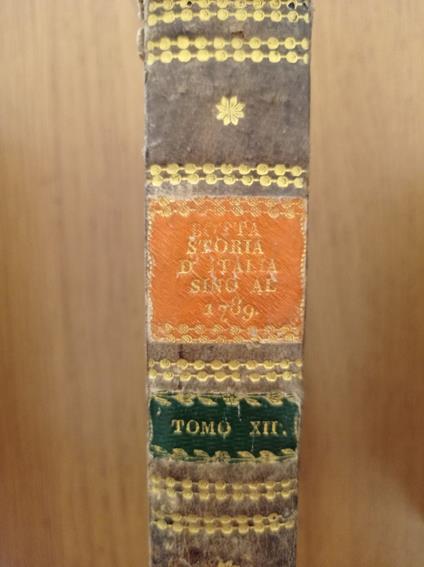 BOTTA
STORIA
D'ITALIA
SINO AL
1789.
TOMO XII.